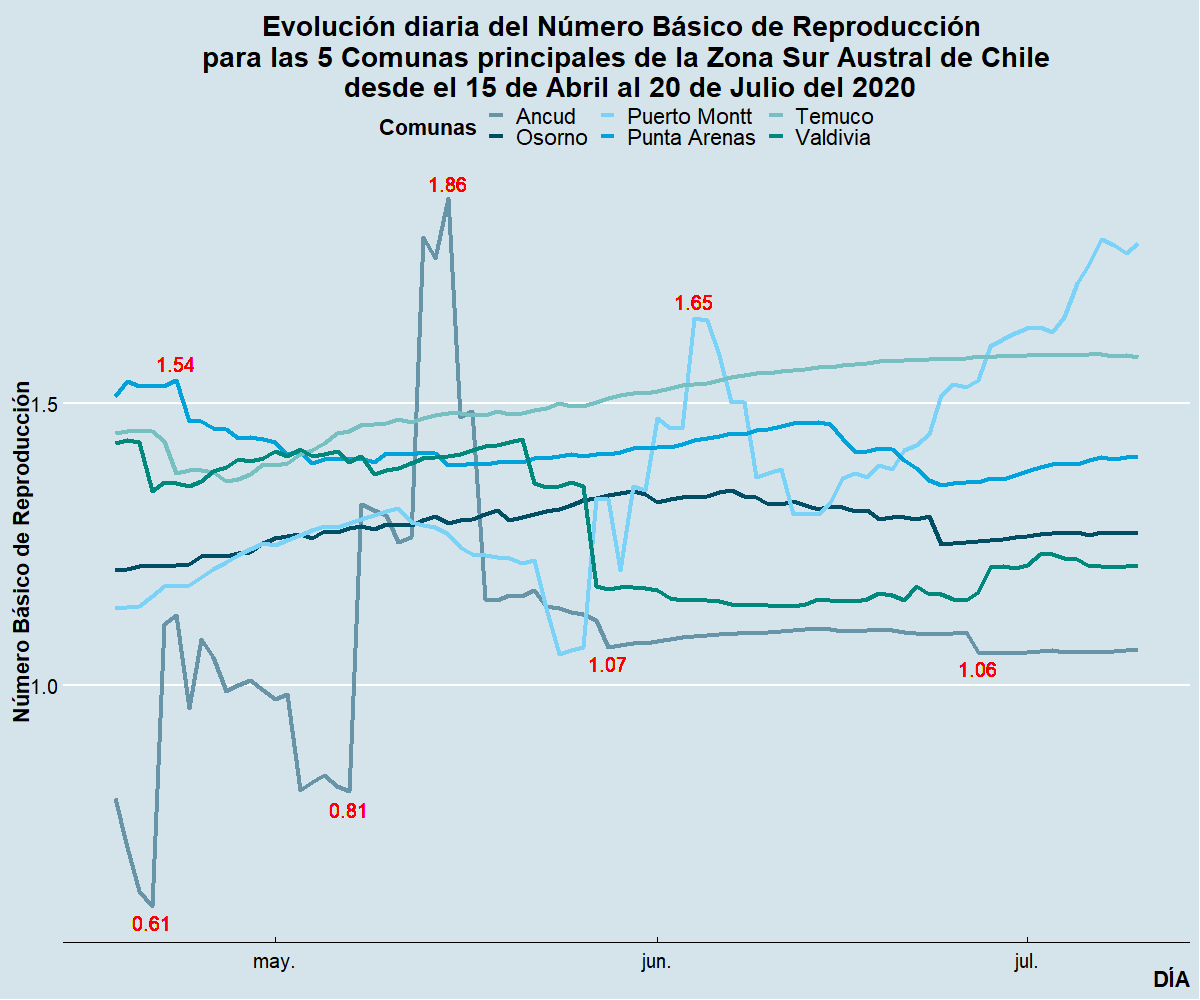 Evolución diaria del Número Básico de Reproducción
para las 5 Comunas principales de la Zona Sur Austral de Chile
desde el 15 de Abril al 20 de Julio del 2020
Comunas
Ancud
Puerto Montt
Temuco
Osorno
Punta Arenas
Valdivia
1.86
1.65
1.54
1.5
1.07
1.06
1.0
0.81
0.61
Número Básico de Reproducción
may.
jun.
jul.
DÍA